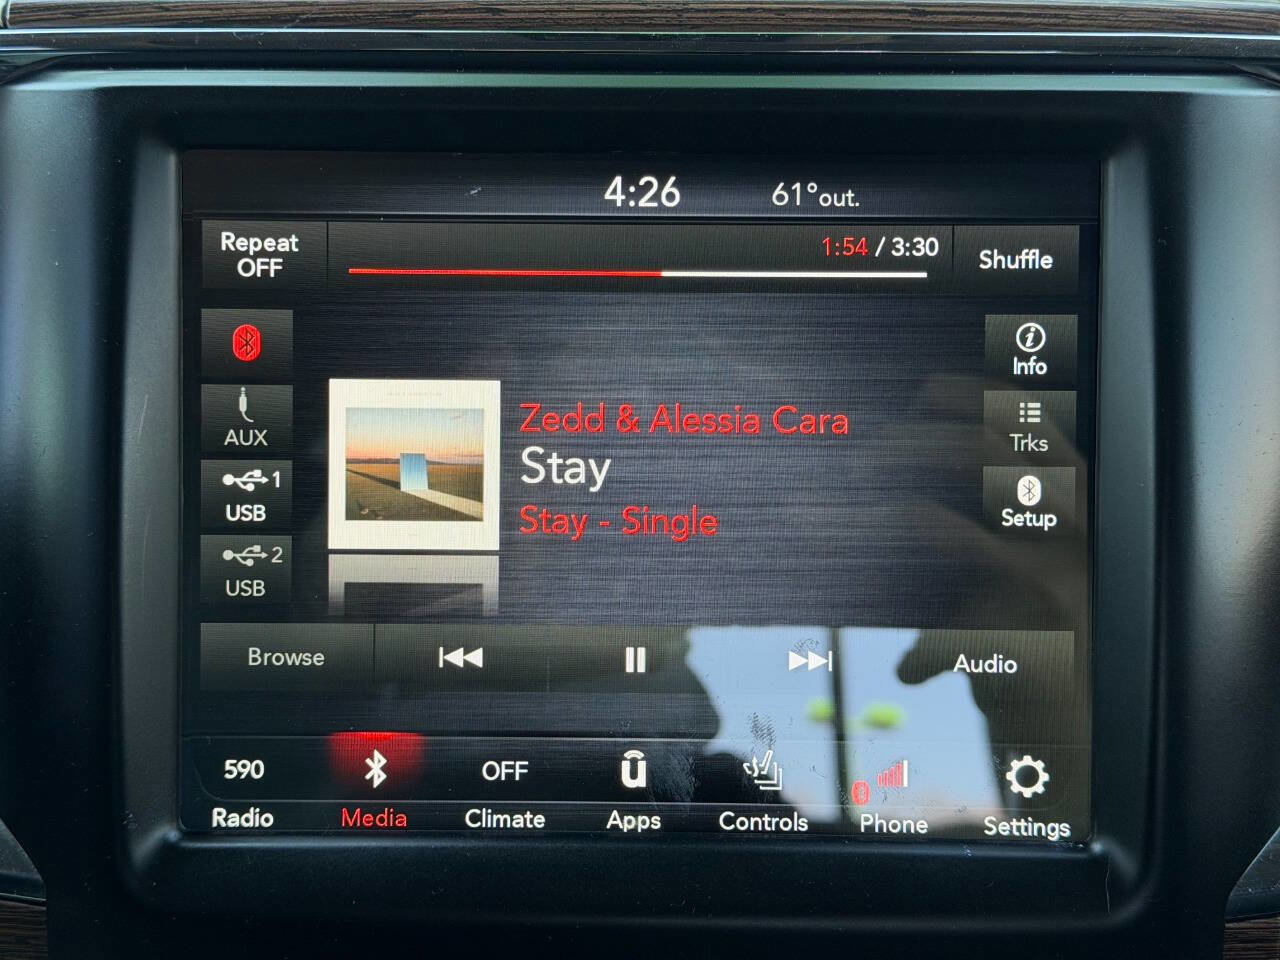 4:26
61°out.
Repeat
OFF
1:54 / 3:30
Shuffle
Info
AUX
Zedd & Alessia Cara
Stay
Stay - Single
Trks
1
USB
Setup
2
USB
Browse
Audio
590
OFF
Radio
Media
Climate
Apps
Controls
Phone
Settings